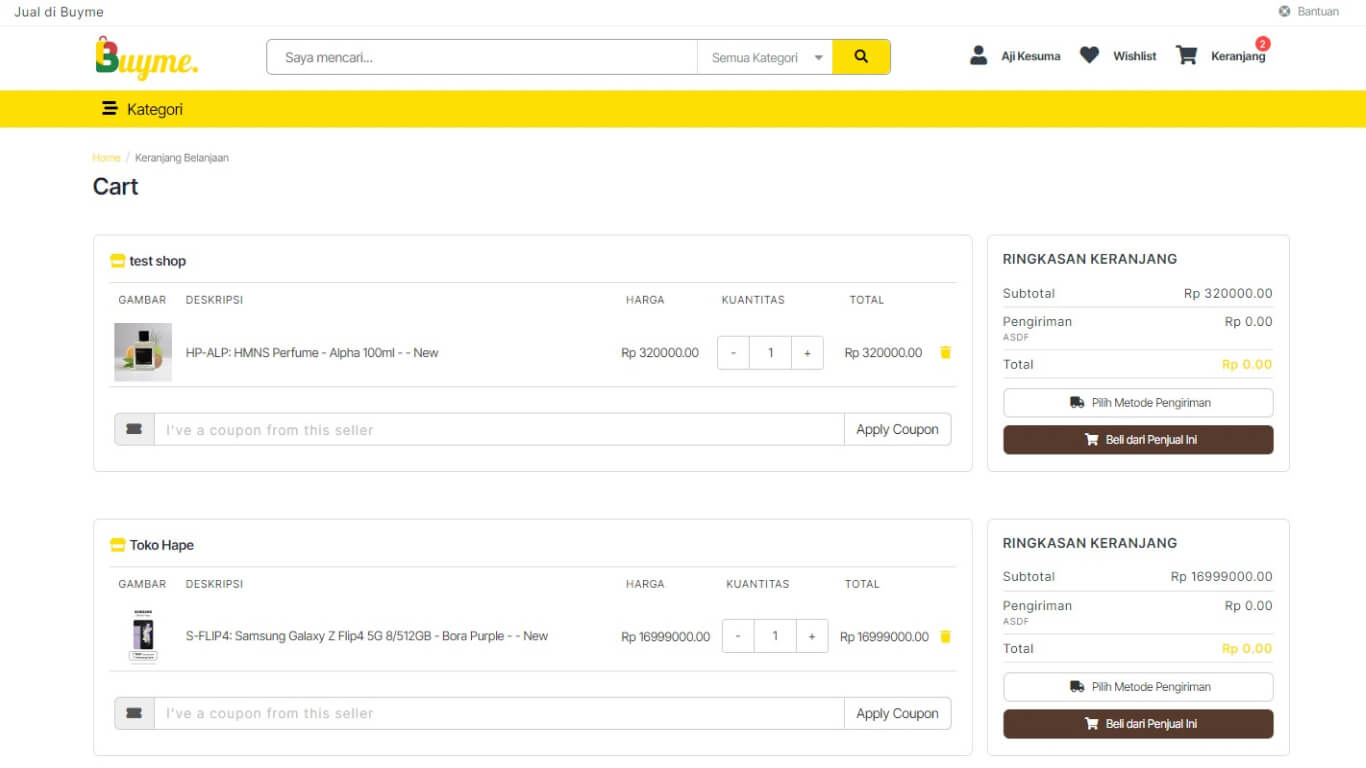 Jual di Buyme
Bantuan
Buyme.
Saya mencari...
Semua Kategori
Aji Kesuma
Wishlist
Keranjang
2
Kategori
Home / Keranjang Belanjaan
Cart
test shop
GAMBAR DESKRIPSI HARGA KUANTITAS TOTAL
HP-ALP: HMNS Perfume - Alpha 100ml - - New Rp 320000.00 - 1 + Rp 320000.00
I've a coupon from this seller Apply Coupon
RINGKASAN KERANJANG
Subtotal Rp 320000.00
Pengiriman Rp 0.00
ASDF
Total Rp 0.00
Pilih Metode Pengiriman
Beli dari Penjual Ini
Toko Hape
GAMBAR DESKRIPSI HARGA KUANTITAS TOTAL
S-FLIP4: Samsung Galaxy Z Flip4 5G 8/512GB - Bora Purple - - New Rp 16999000.00 - 1 + Rp 16999000.00
I've a coupon from this seller Apply Coupon
RINGKASAN KERANJANG
Subtotal Rp 16999000.00
Pengiriman Rp 0.00
ASDF
Total Rp 0.00
Pilih Metode Pengiriman
Beli dari Penjual Ini